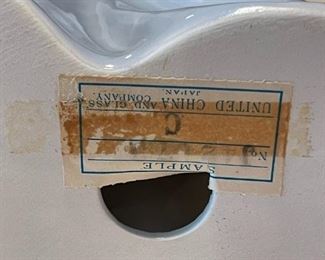 SAMPLE
No.
C
UNITED CHINA AND GLASS
COMPANY.
JAPAN.